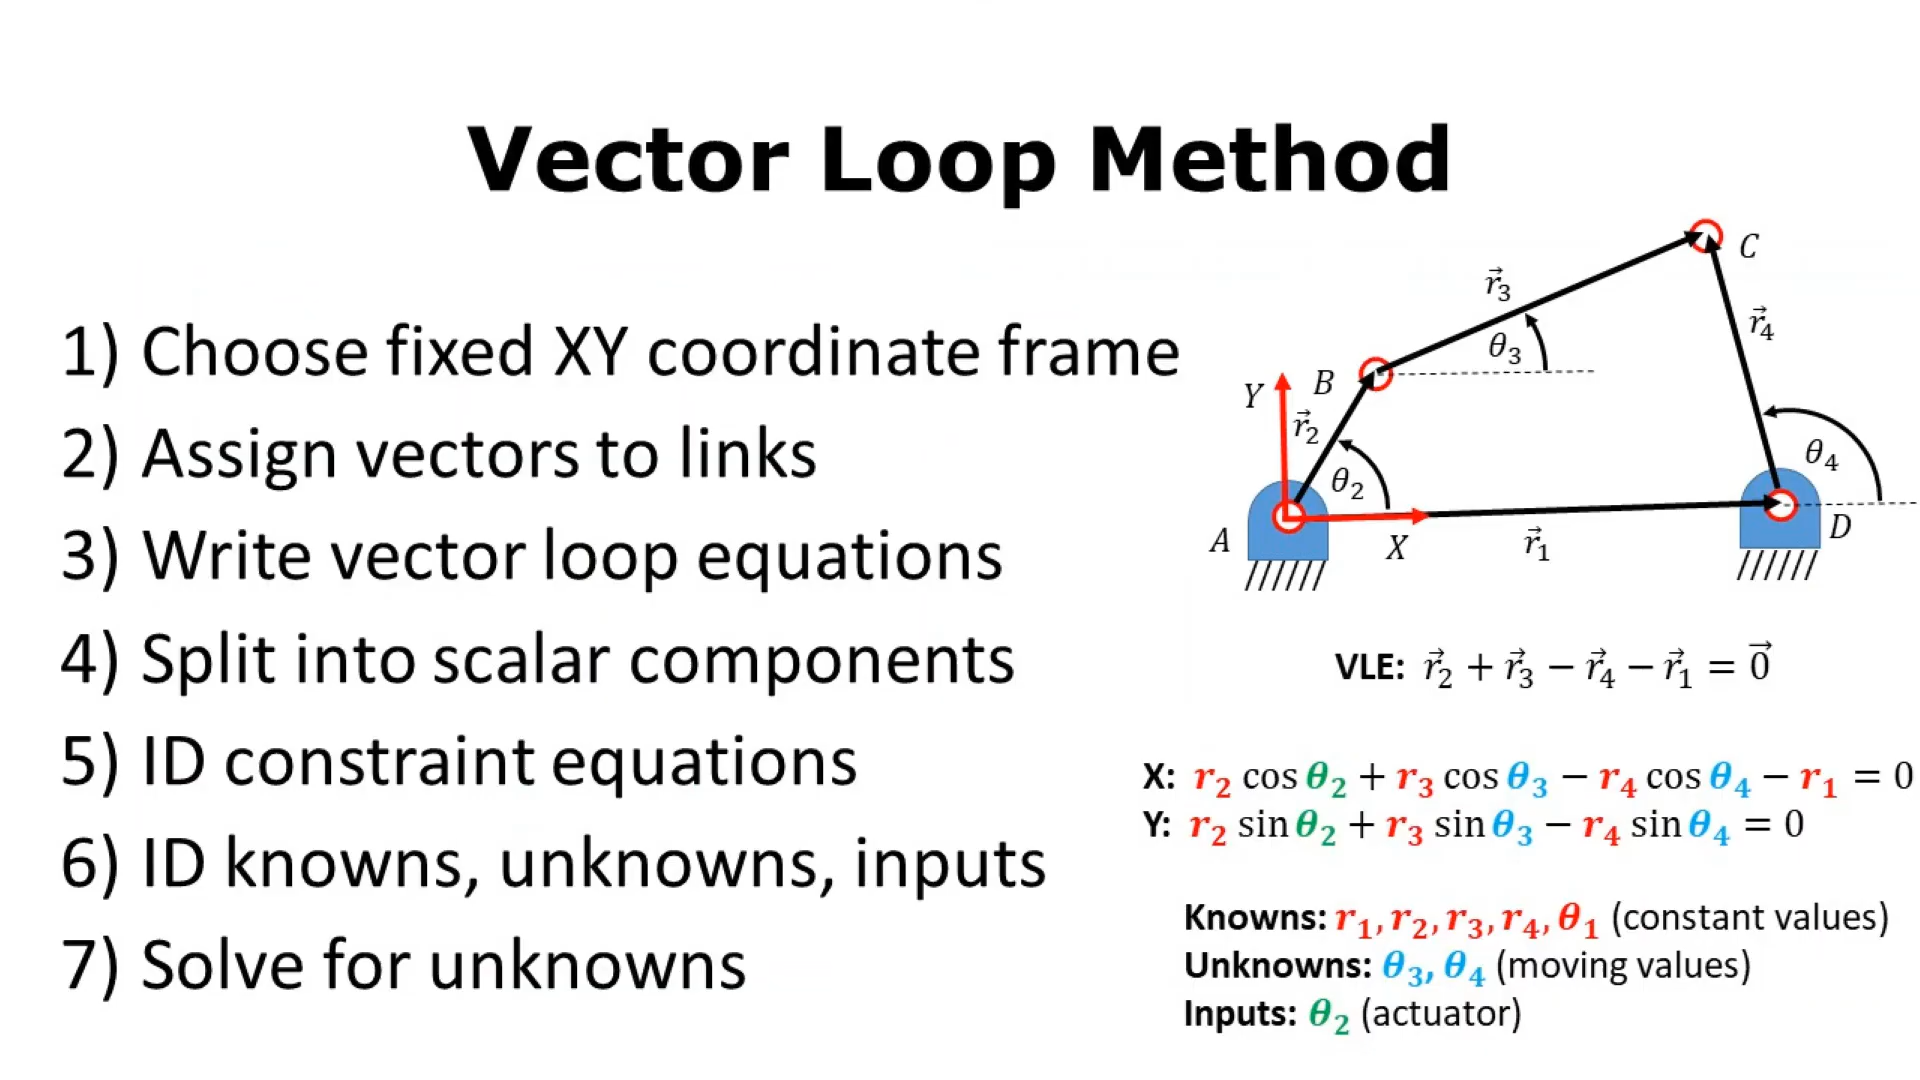 Vector Loop Method
1) Choose fixed XY coordinate frame
2) Assign vectors to links
3) Write vector loop equations
4) Split into scalar components
5) ID constraint equations
6) ID knowns, unknowns, inputs
7) Solve for unknowns
C
r⃗₃
r⃗₄
θ₃
B
Y
r⃗₂
θ₂
θ₄
A
X
r⃗₁
D
VLE: r⃗₂ + r⃗₃ − r⃗₄ − r⃗₁ = 0⃗
X: r₂ cos θ₂ + r₃ cos θ₃ − r₄ cos θ₄ − r₁ = 0
Y: r₂ sin θ₂ + r₃ sin θ₃ − r₄ sin θ₄ = 0
Knowns: r₁, r₂, r₃, r₄, θ₁ (constant values)
Unknowns: θ₃, θ₄ (moving values)
Inputs: θ₂ (actuator)